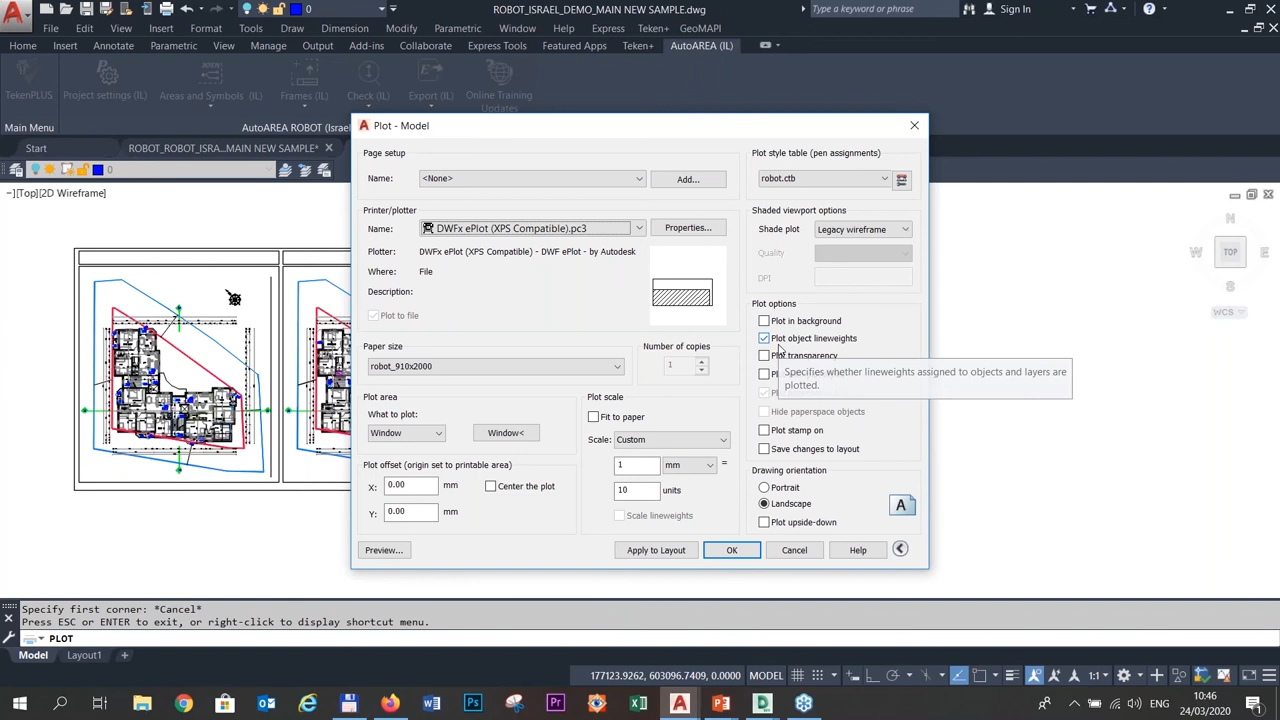 0
ROBOT_ISRAEL_DEMO_MAIN NEW SAMPLE.dwg
Type a keyword or phrase
Sign In
File Edit View Insert Format Tools Draw Dimension Modify Parametric Window Help Express Teken+ GeoMAPI
Home Insert Annotate Parametric View Manage Output Add-ins Collaborate Express Tools Featured Apps Teken+ AutoAREA (IL)
TekenPLUS
Project settings (IL)
Areas and Symbols (IL)
Frames (IL)
Check (IL)
Export (IL)
Online Training
Updates
Main Menu
AutoAREA ROBOT (Israe
Start
ROBOT_ROBOT_ISRA....MAIN NEW SAMPLE*
0
−][Top][2D Wireframe]
Plot - Model
Page setup
Name:
<None>
Add...
Printer/plotter
Name:
DWFx ePlot (XPS Compatible).pc3
Properties...
Plotter:
DWFx ePlot (XPS Compatible) - DWF ePlot - by Autodesk
Where:
File
Description:
Plot to file
Paper size
robot_910x2000
Number of copies
1
Plot area
What to plot:
Window
Window<
Plot offset (origin set to printable area)
X:
0.00
mm
Center the plot
Y:
0.00
mm
Plot scale
Fit to paper
Scale:
Custom
1
mm
=
10
units
Scale lineweights
Plot style table (pen assignments)
robot.ctb
Shaded viewport options
Shade plot
Legacy wireframe
Quality
DPI
Plot options
Plot in background
Plot object lineweights
Plot transparency
Specifies whether lineweights assigned to objects and layers are
plotted.
Hide paperspace objects
Plot stamp on
Save changes to layout
Drawing orientation
Portrait
Landscape
Plot upside-down
A
Preview...
Apply to Layout
OK
Cancel
Help
N
W
TOP
E
S
WCS
Specify first corner: *Cancel*
Press ESC or ENTER to exit, or right-click to display shortcut menu.
PLOT
Model
Layout1
177123.9262, 603096.7409, 0.0000
MODEL
1:1
ENG
10:46
24/03/2020